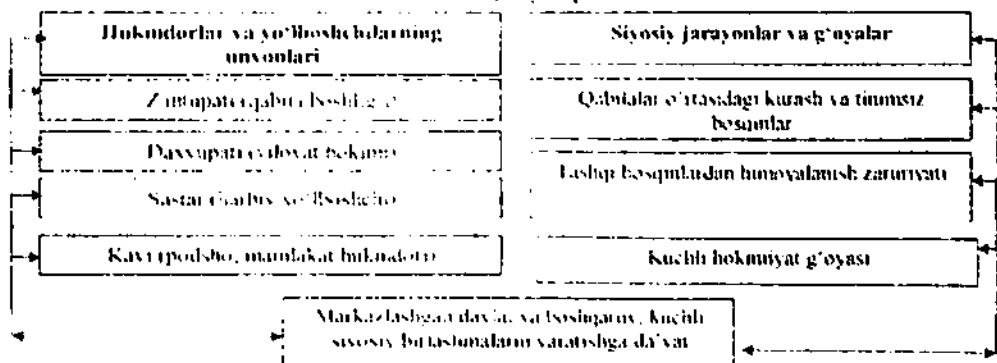 Hukmdorlar va yo‘lboshchilarning
unvonlari
Zantupati (qabila boshlig‘i)
Daxyupati (viloyat hokimi)
Sastar (harbiy yo‘lboshchi)
Kavi (podsho, mamlakat hukmdori)
Siyosiy jarayonlar va g‘oyalar
Qabilalar o‘rtasidagi kurash va tinimsiz
bosqinlar
Tashqi bosqinlardan himoyalanish zaruriyati
Kuchli hokimiyat g‘oyasi
Markazlashgan davlat va boshqaruv, kuchli
siyosiy birlashmalarni yaratishga da’vat